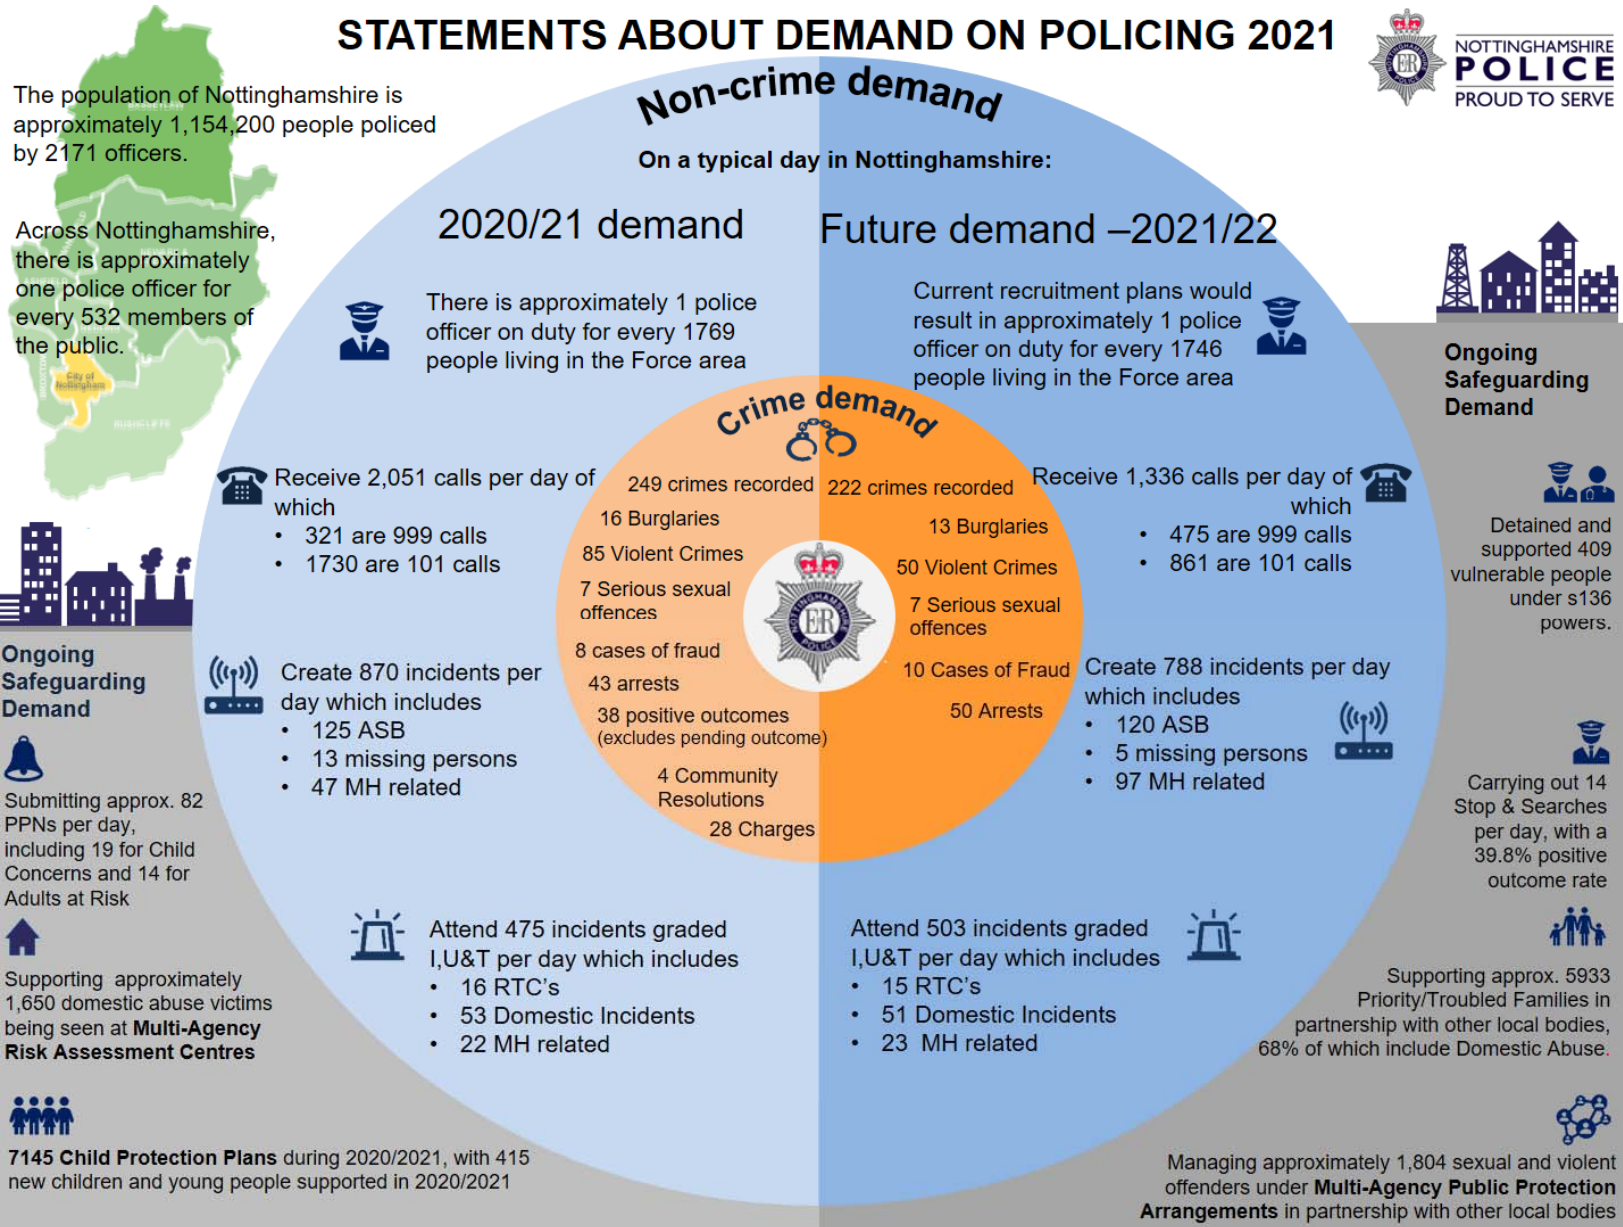 STATEMENTS ABOUT DEMAND ON POLICING 2021
NOTTINGHAMSHIRE
POLICE
PROUD TO SERVE
The population of Nottinghamshire is
approximately 1,154,200 people policed
by 2171 officers.
Across Nottinghamshire,
there is approximately
one police officer for
every 532 members of
the public.
City of
Nottingham
RUSHCLIFFE
Non-crime demand
On a typical day in Nottinghamshire:
2020/21 demand
There is approximately 1 police
officer on duty for every 1769
people living in the Force area
Future demand –2021/22
Current recruitment plans would
result in approximately 1 police
officer on duty for every 1746
people living in the Force area
Receive 2,051 calls per day of
which
• 321 are 999 calls
• 1730 are 101 calls
Create 870 incidents per
day which includes
• 125 ASB
• 13 missing persons
• 47 MH related
Attend 475 incidents graded
I,U&T per day which includes
• 16 RTC's
• 53 Domestic Incidents
• 22 MH related
Crime demand
249 crimes recorded
16 Burglaries
85 Violent Crimes
7 Serious sexual
offences
8 cases of fraud
43 arrests
38 positive outcomes
(excludes pending outcome)
4 Community
Resolutions
28 Charges
222 crimes recorded
13 Burglaries
50 Violent Crimes
7 Serious sexual
offences
10 Cases of Fraud
50 Arrests
NOTTINGHAMSHIRE
ER
POLICE
Receive 1,336 calls per day of
which
• 475 are 999 calls
• 861 are 101 calls
Create 788 incidents per day
which includes
• 120 ASB
• 5 missing persons
• 97 MH related
Attend 503 incidents graded
I,U&T per day which includes
• 15 RTC's
• 51 Domestic Incidents
• 23 MH related
Ongoing
Safeguarding
Demand
Submitting approx. 82
PPNs per day,
including 19 for Child
Concerns and 14 for
Adults at Risk
Supporting approximately
1,650 domestic abuse victims
being seen at Multi-Agency
Risk Assessment Centres
7145 Child Protection Plans during 2020/2021, with 415
new children and young people supported in 2020/2021
Ongoing
Safeguarding
Demand
Detained and
supported 409
vulnerable people
under s136
powers.
Carrying out 14
Stop & Searches
per day, with a
39.8% positive
outcome rate
Supporting approx. 5933
Priority/Troubled Families in
partnership with other local bodies,
68% of which include Domestic Abuse.
Managing approximately 1,804 sexual and violent
offenders under Multi-Agency Public Protection
Arrangements in partnership with other local bodies